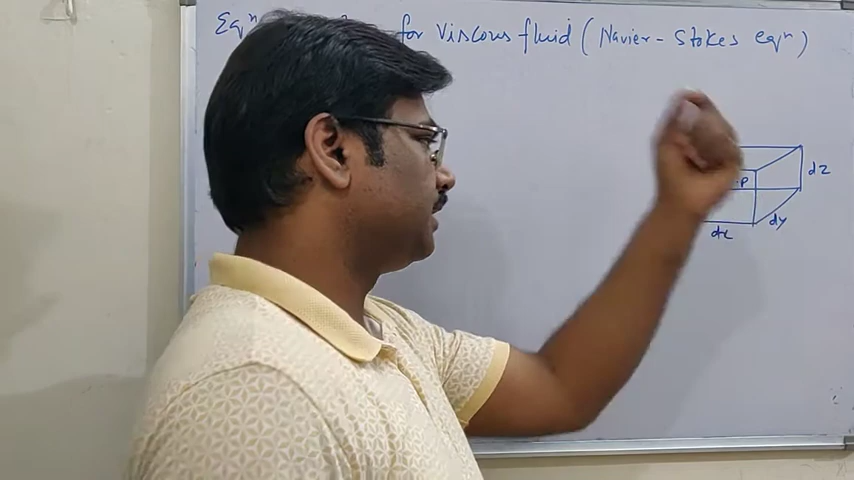 Eqⁿ for Viscous fluid (Navier-Stokes eqⁿ)
dz
P
dy
dx